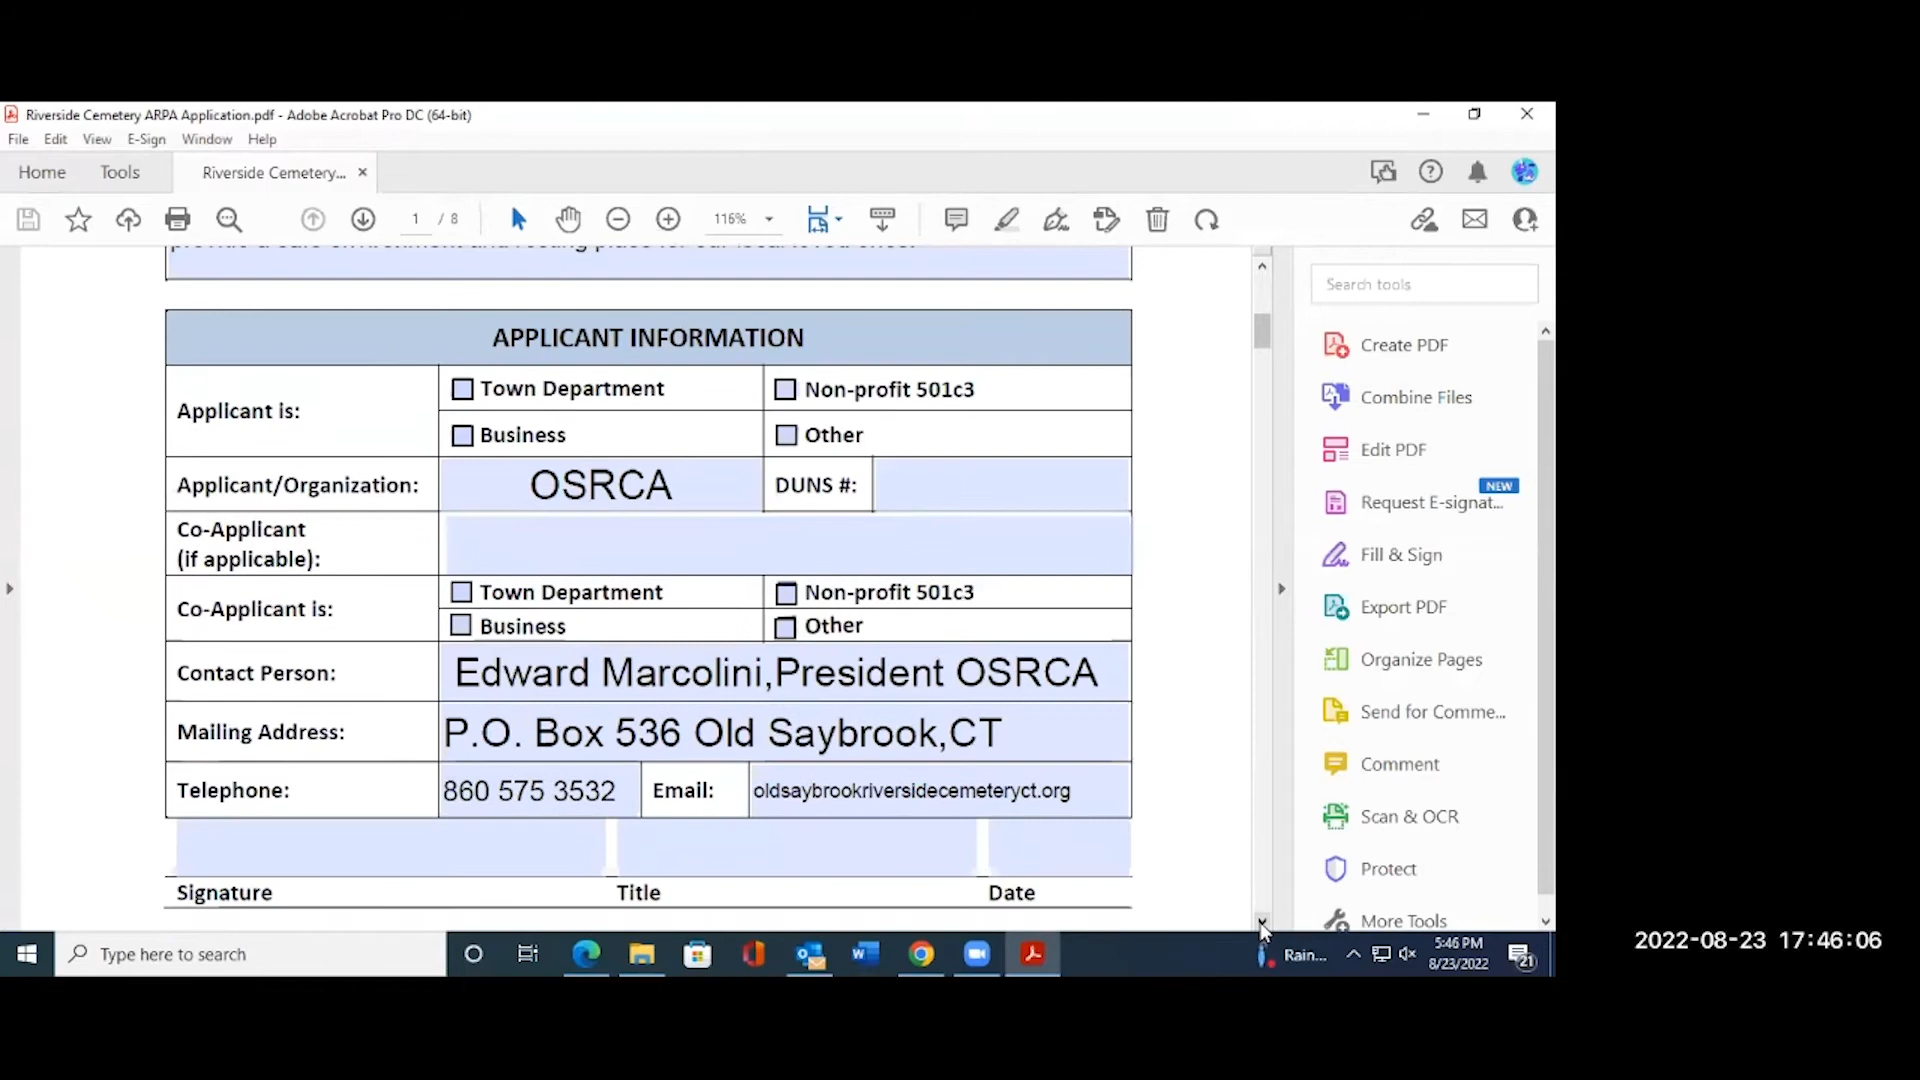 Riverside Cemetery ARPA Application.pdf - Adobe Acrobat Pro DC (64-bit)
File Edit View E-Sign Window Help
Home Tools Riverside Cemetery... ×
1 / 8 116%
Search tools
Create PDF
Combine Files
Edit PDF
NEW
Request E-signat...
Fill & Sign
Export PDF
Organize Pages
Send for Comme...
Comment
Scan & OCR
Protect
More Tools
APPLICANT INFORMATION
Applicant is: Town Department Non-profit 501c3
Business Other
Applicant/Organization: OSRCA DUNS #:
Co-Applicant
(if applicable):
Co-Applicant is: Town Department Non-profit 501c3
Business Other
Contact Person: Edward Marcolini,President OSRCA
Mailing Address: P.O. Box 536 Old Saybrook,CT
Telephone: 860 575 3532 Email: oldsaybrookriversidecemeteryct.org
Signature Title Date
Type here to search
Rain...
5:46 PM
8/23/2022
21
2022-08-23 17:46:06